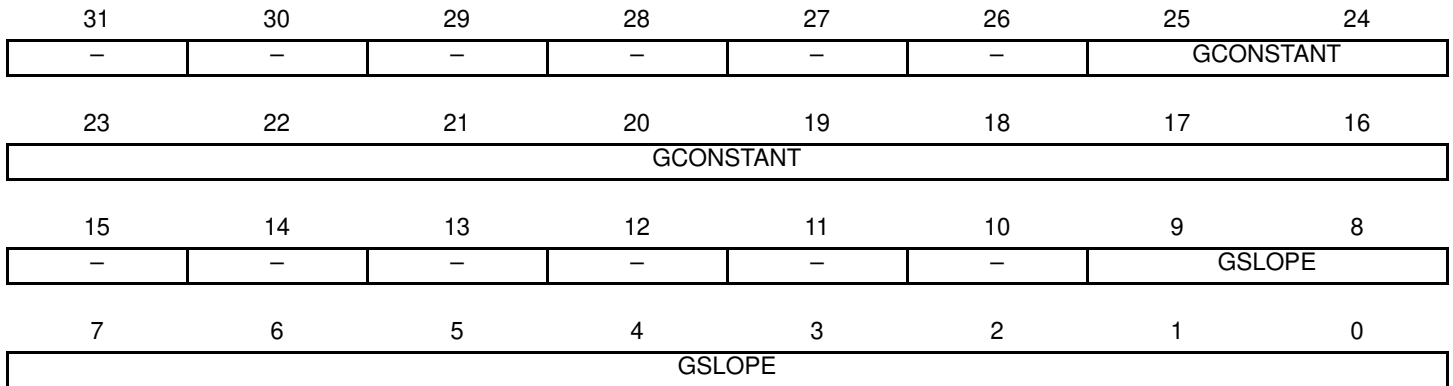 31 30 29 28 27 26 25 24
– – – – – – GCONSTANT
23 22 21 20 19 18 17 16
GCONSTANT
15 14 13 12 11 10 9 8
– – – – – – GSLOPE
7 6 5 4 3 2 1 0
GSLOPE